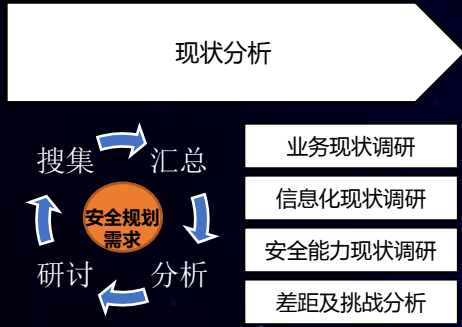 现状分析
搜集
汇总
安全规划
需求
研讨
分析
业务现状调研
信息化现状调研
安全能力现状调研
差距及挑战分析